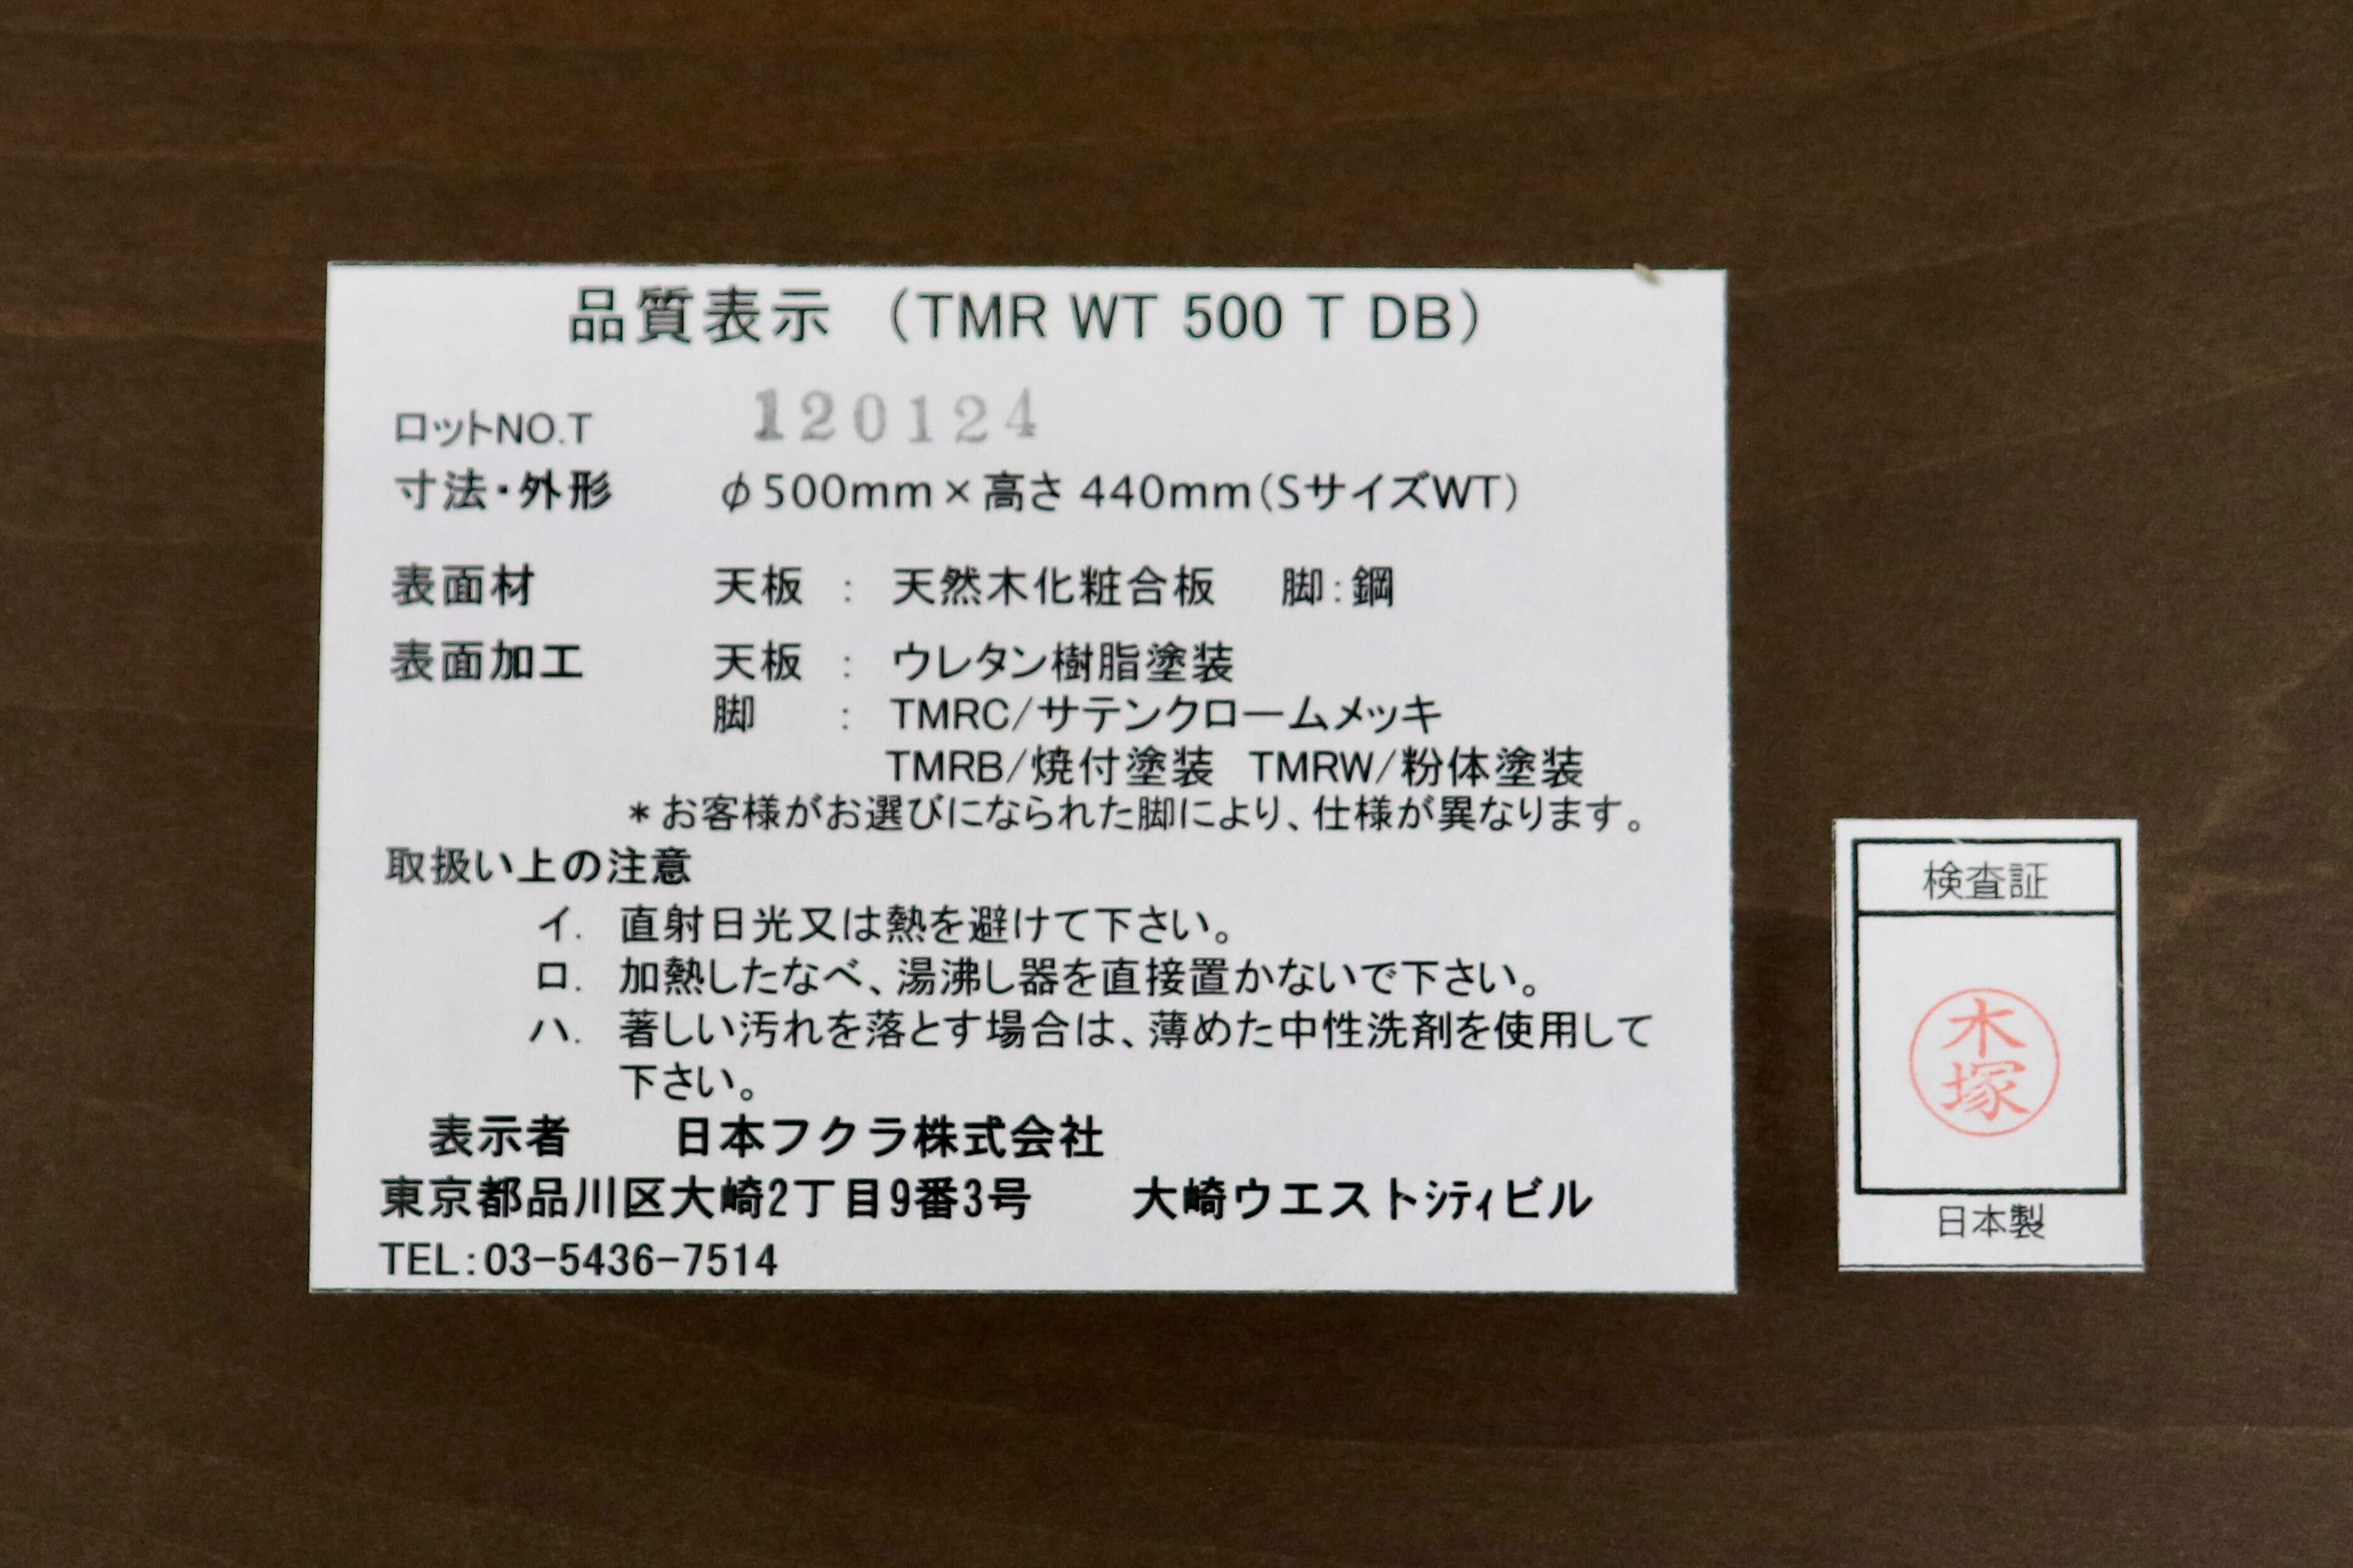 品質表示 （TMR WT 500 T DB）
ロットNO.T 120124
寸法・外形 φ500mm×高さ 440mm（SサイズWT）
表面材 天板 ： 天然木化粧合板 脚：鋼
表面加工 天板 ： ウレタン樹脂塗装
脚 ： TMRC/サテンクロームメッキ
TMRB/焼付塗装 TMRW/粉体塗装
＊お客様がお選びになられた脚により、仕様が異なります。
取扱い上の注意
イ． 直射日光又は熱を避けて下さい。
ロ． 加熱したなべ、湯沸し器を直接置かないで下さい。
ハ． 著しい汚れを落とす場合は、薄めた中性洗剤を使用して
下さい。
表示者 日本フクラ株式会社
東京都品川区大崎2丁目9番3号 大崎ウエストｼﾃｨビル
TEL：03-5436-7514
検査証
木塚
日本製